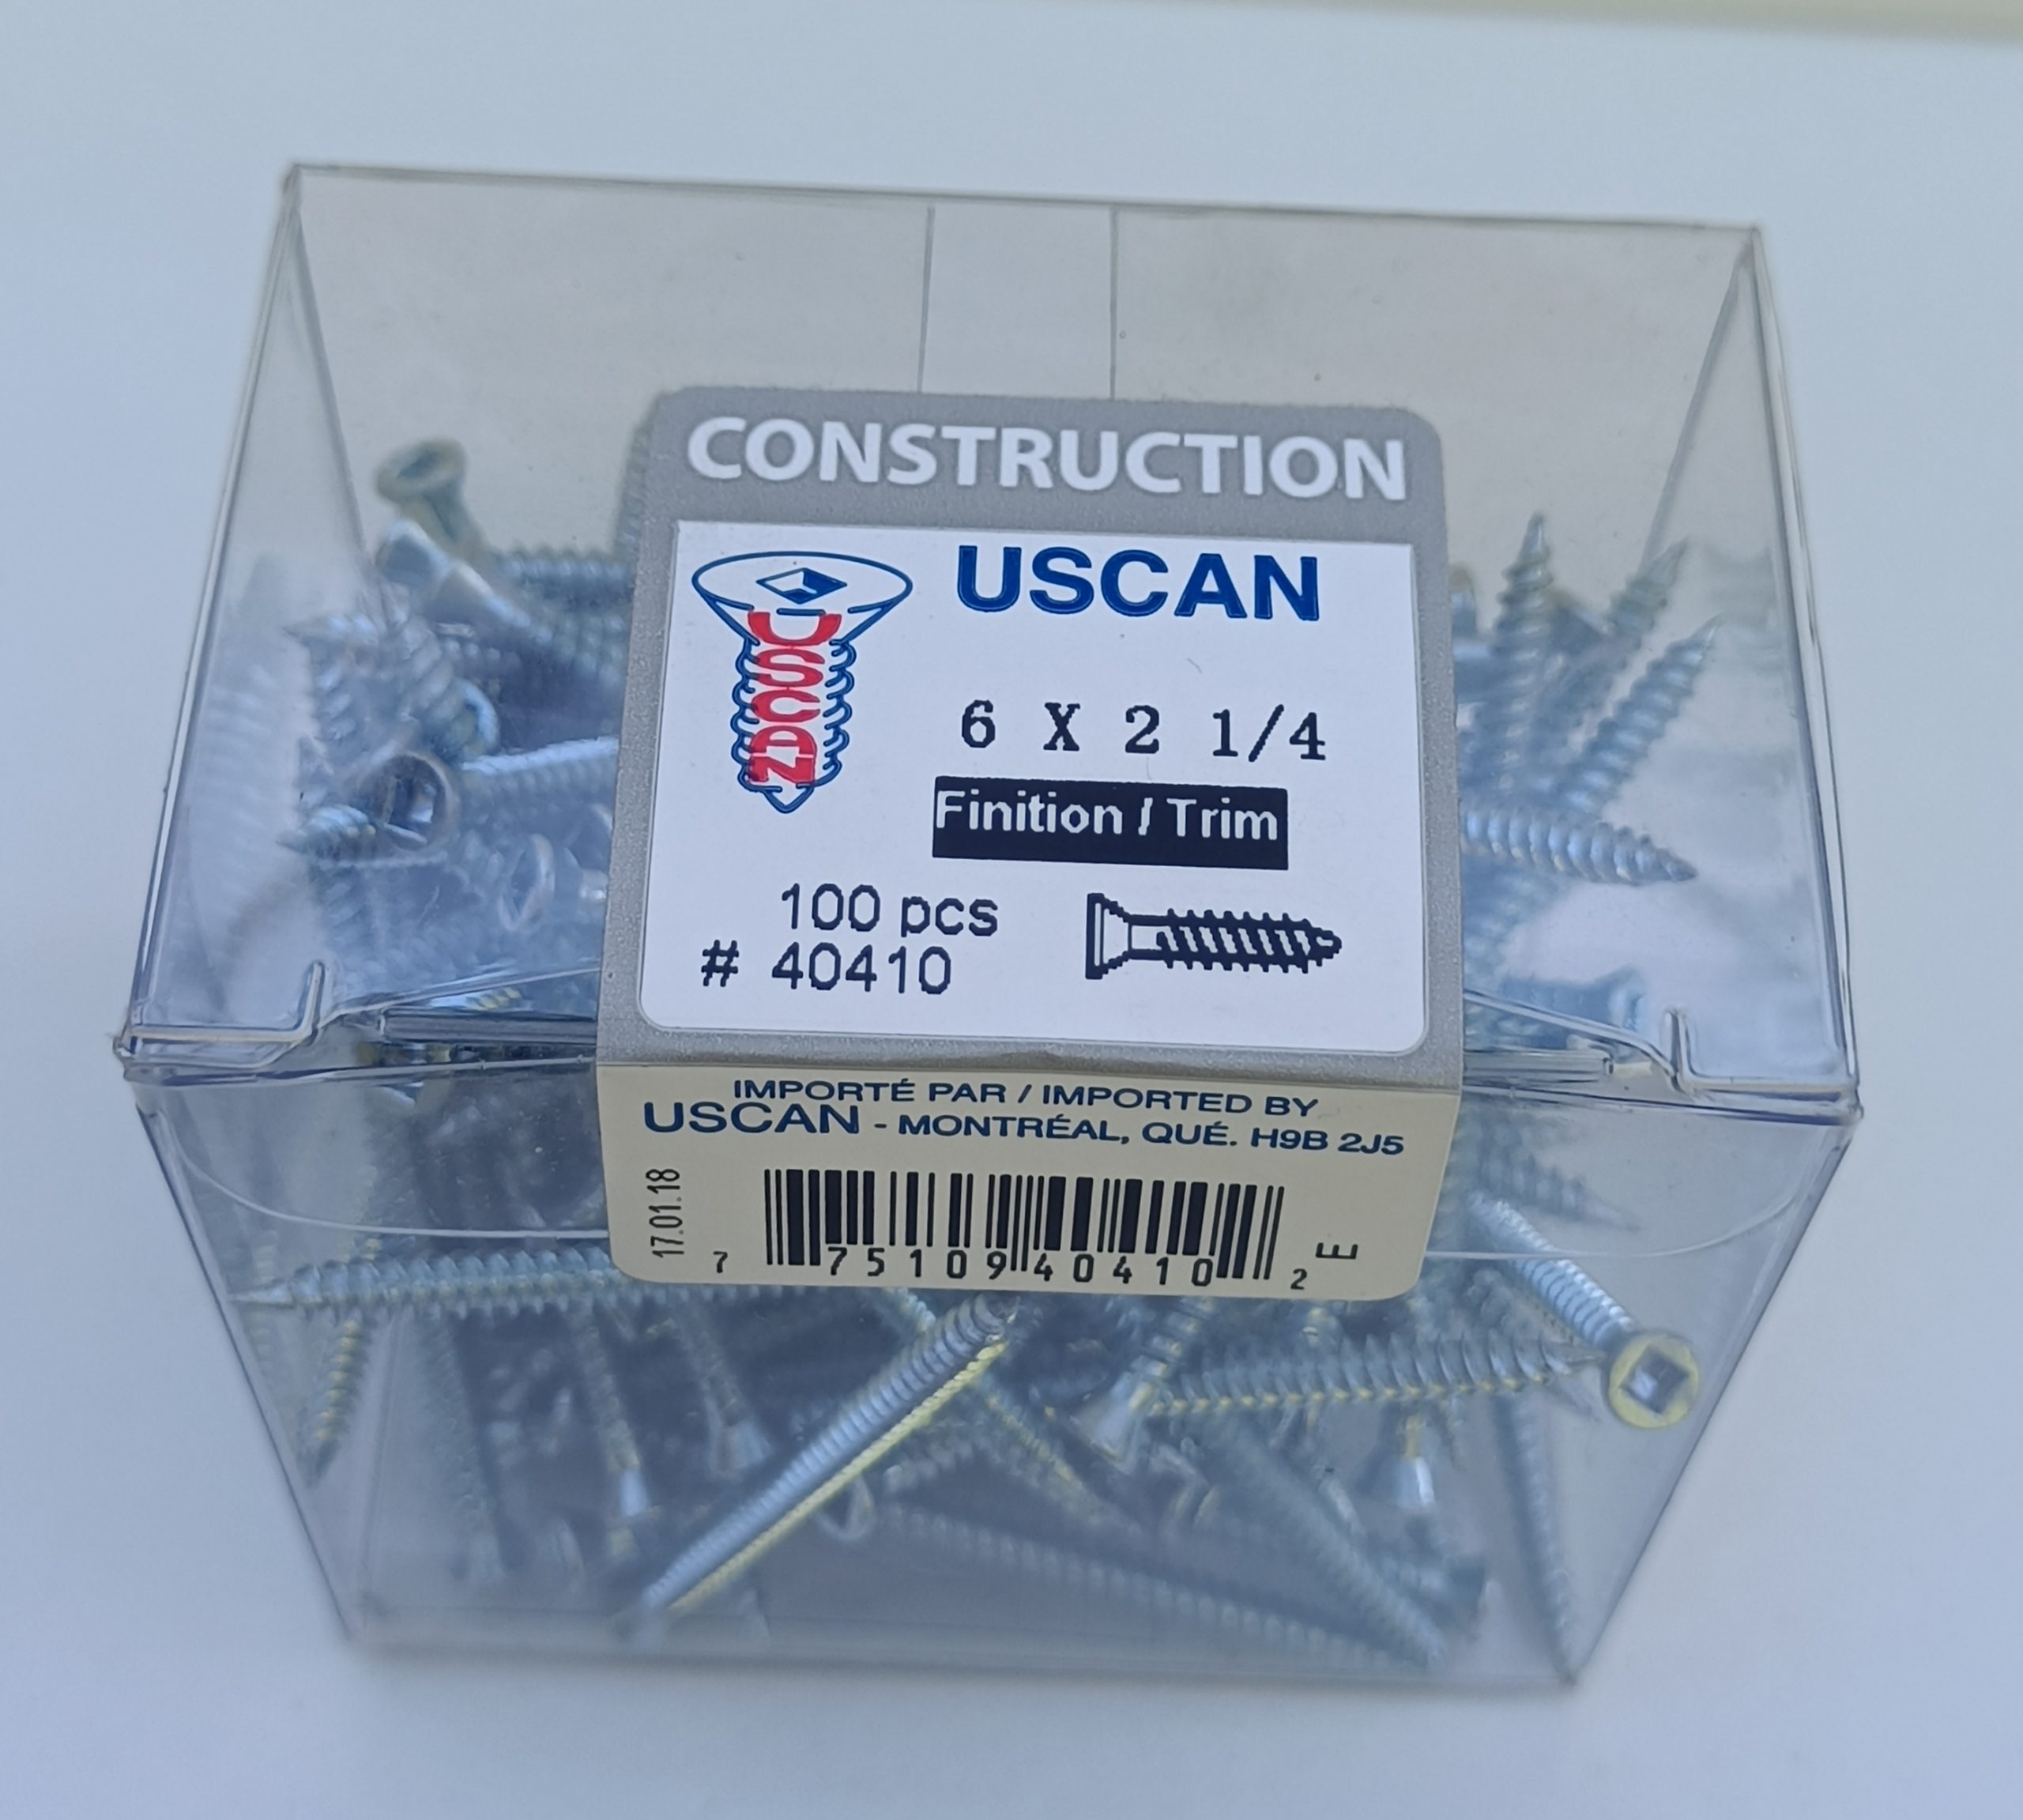 CONSTRUCTION
USCAN
USCAN
6 X 2 1/4
Finition / Trim
100 pcs
# 40410
IMPORTÉ PAR / IMPORTED BY
USCAN - MONTRÉAL, QUÉ. H9B 2J5
17.01.18
7 75109 40410 2
E